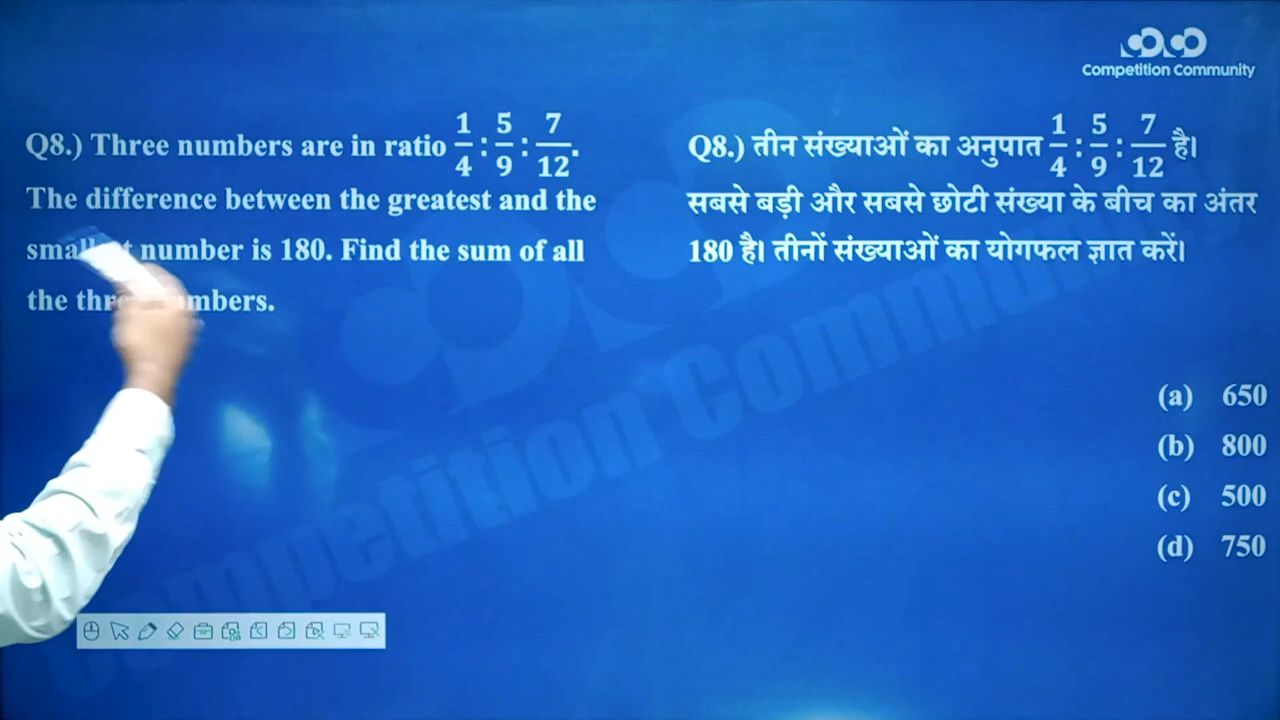 Competition Community
Q8.) Three numbers are in ratio 1/4 : 5/9 : 7/12.
The difference between the greatest and the
number is 180. Find the sum of all
the three numbers.
Q8.) तीन संख्याओं का अनुपात 1/4 : 5/9 : 7/12 है।
सबसे बड़ी और सबसे छोटी संख्या के बीच का अंतर
180 है। तीनों संख्याओं का योगफल ज्ञात करें।
(a) 650
(b) 800
(c) 500
(d) 750
Competition Community